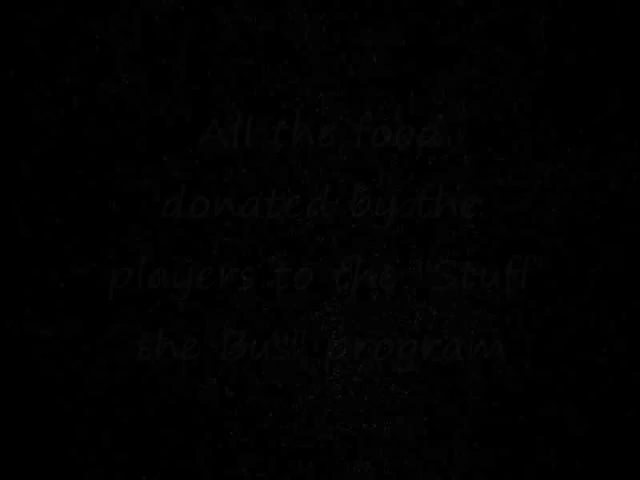 All the food
donated by the
players to the "Stuff
the Bus" program